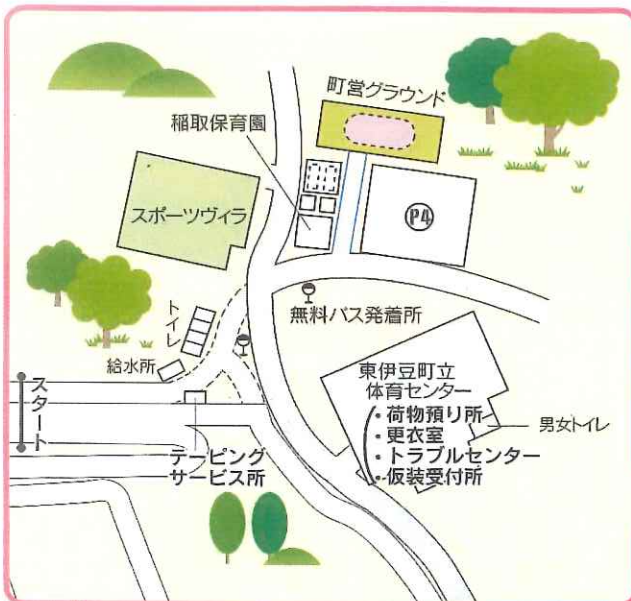 町営グラウンド
稲取保育園
スポーツヴィラ
P4
トイレ
無料バス発着所
給水所
東伊豆町立
体育センター
・荷物預り所
・更衣室
・トラブルセンター
・仮装受付所
男女トイレ
スタート
テーピング
サービス所